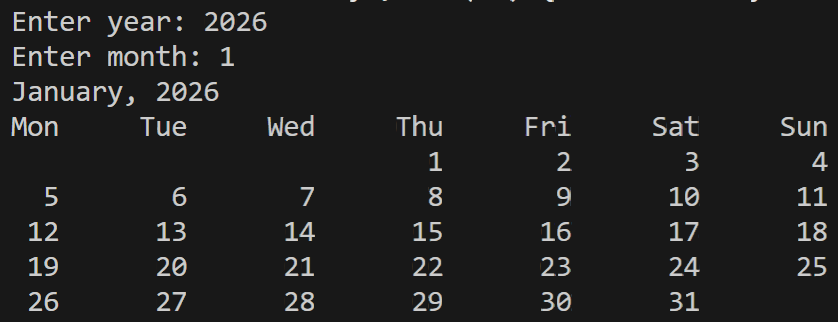 Enter year: 2026
Enter month: 1
January, 2026
Mon Tue Wed Thu Fri Sat Sun
1 2 3 4
5 6 7 8 9 10 11
12 13 14 15 16 17 18
19 20 21 22 23 24 25
26 27 28 29 30 31